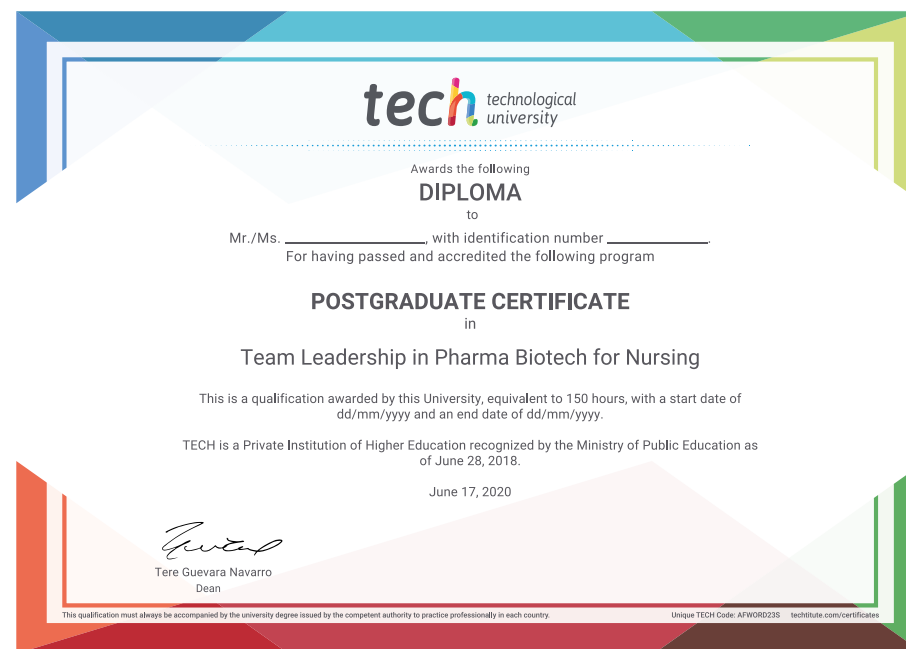 tech technological
university
Awards the following
DIPLOMA
to
Mr./Ms. ____________________, with identification number ______________.
For having passed and accredited the following program
POSTGRADUATE CERTIFICATE
in
Team Leadership in Pharma Biotech for Nursing
This is a qualification awarded by this University, equivalent to 150 hours, with a start date of
dd/mm/yyyy and an end date of dd/mm/yyyy.
TECH is a Private Institution of Higher Education recognized by the Ministry of Public Education as
of June 28, 2018.
June 17, 2020
Tere Guevara Navarro
Dean
This qualification must always be accompanied by the university degree issued by the competent authority to practice professionally in each country. Unique TECH Code: AFWORD23S techtitute.com/certificates